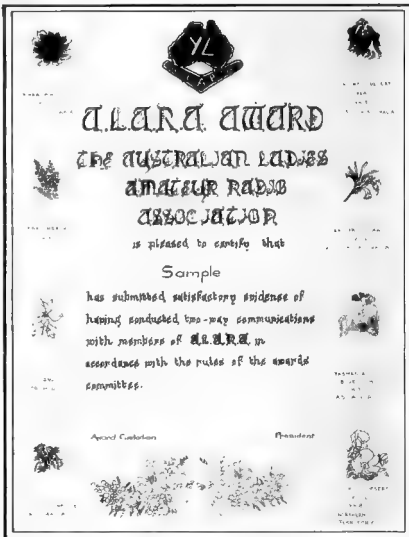 YL
A.L.A.R.A. AWARD
THE AUSTRALIAN LADIES
AMATEUR RADIO
ASSOCIATION
is pleased to certify that
Sample
has submitted satisfactory evidence of
having conducted two-way communications
with members of A.L.A.R.A. in
accordance with the rules of the awards
committee.
Award Custodian President